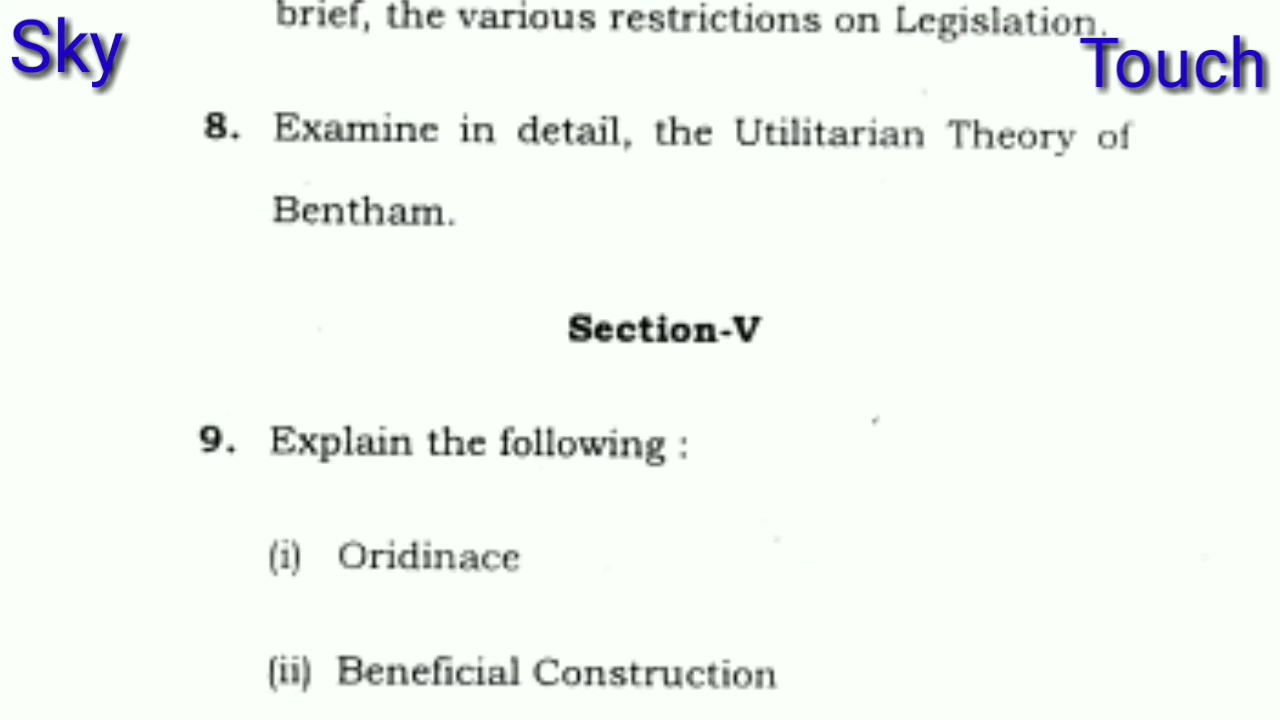 brief, the various restrictions on Legislation.
Sky
Touch
8. Examine in detail, the Utilitarian Theory of
Bentham.
Section-V
9. Explain the following :
(i) Oridinace
(ii) Beneficial Construction